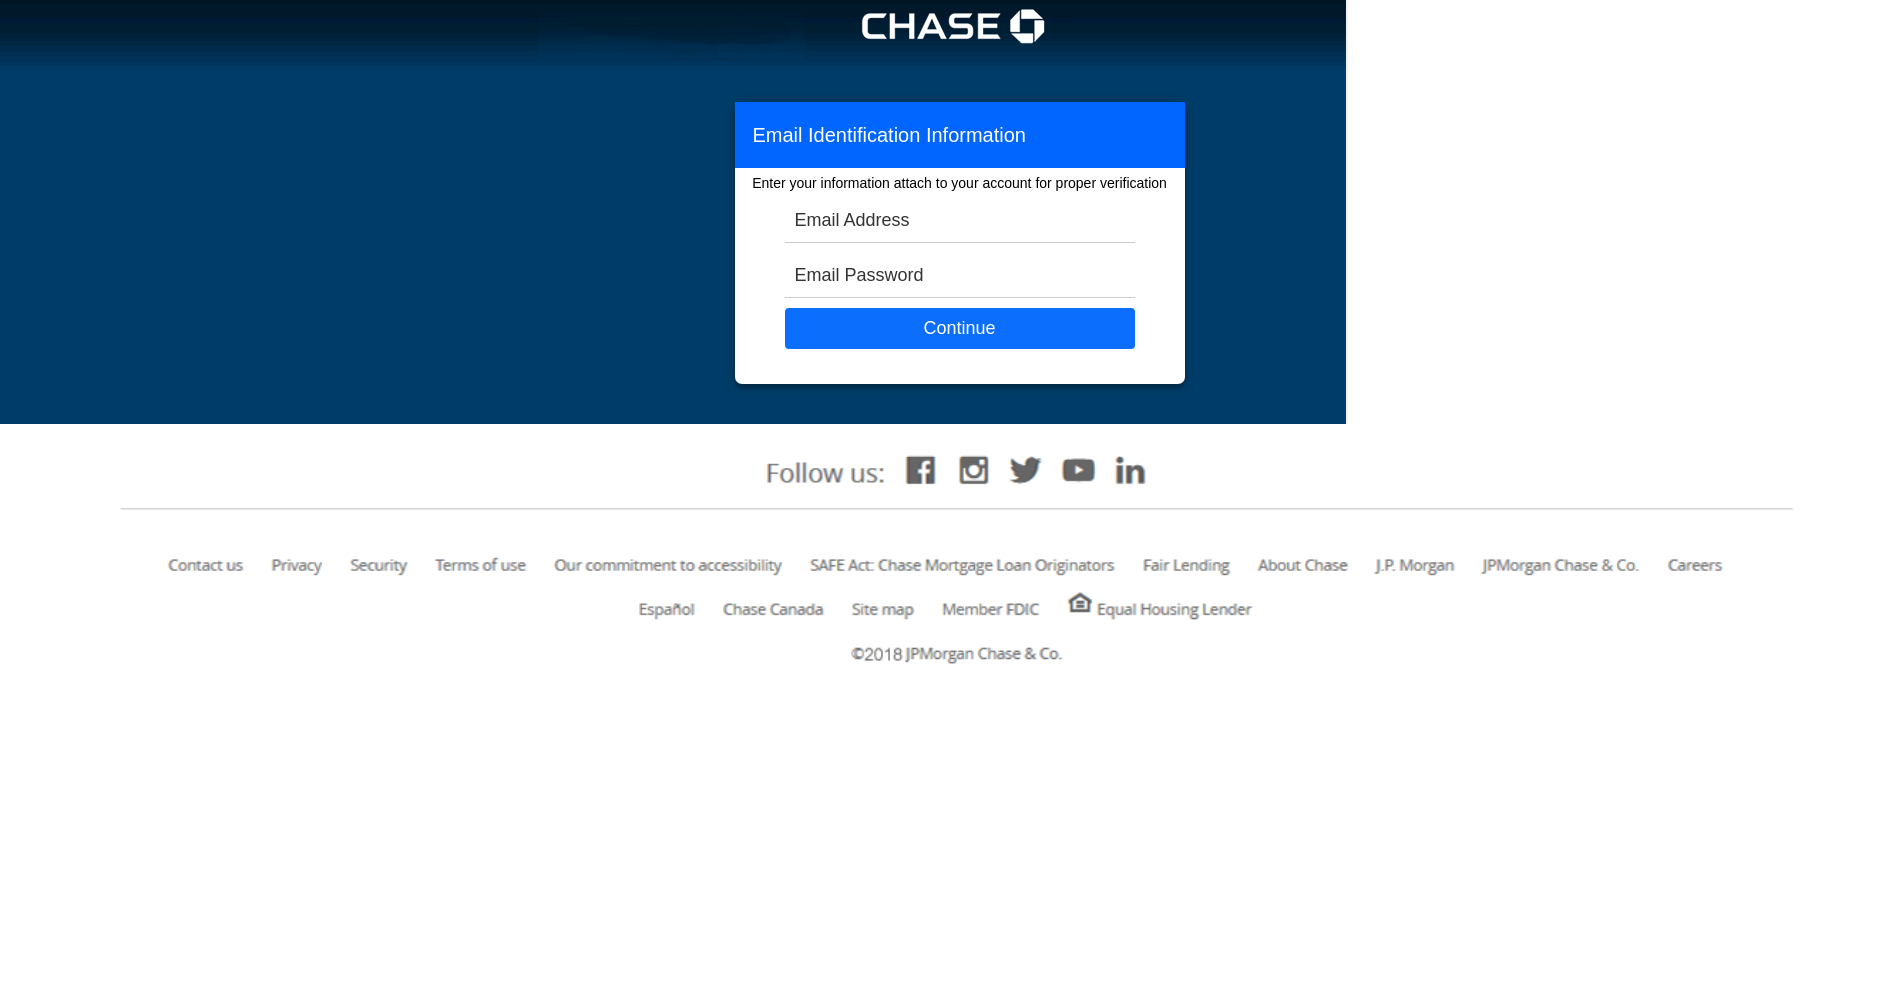 CHASE
Email Identification Information
Enter your information attach to your account for proper verification
Email Address
Email Password
Continue
Follow us:
Contact us Privacy Security Terms of use Our commitment to accessibility SAFE Act: Chase Mortgage Loan Originators Fair Lending About Chase J.P. Morgan JPMorgan Chase & Co. Careers
Español Chase Canada Site map Member FDIC Equal Housing Lender
©2018 JPMorgan Chase & Co.